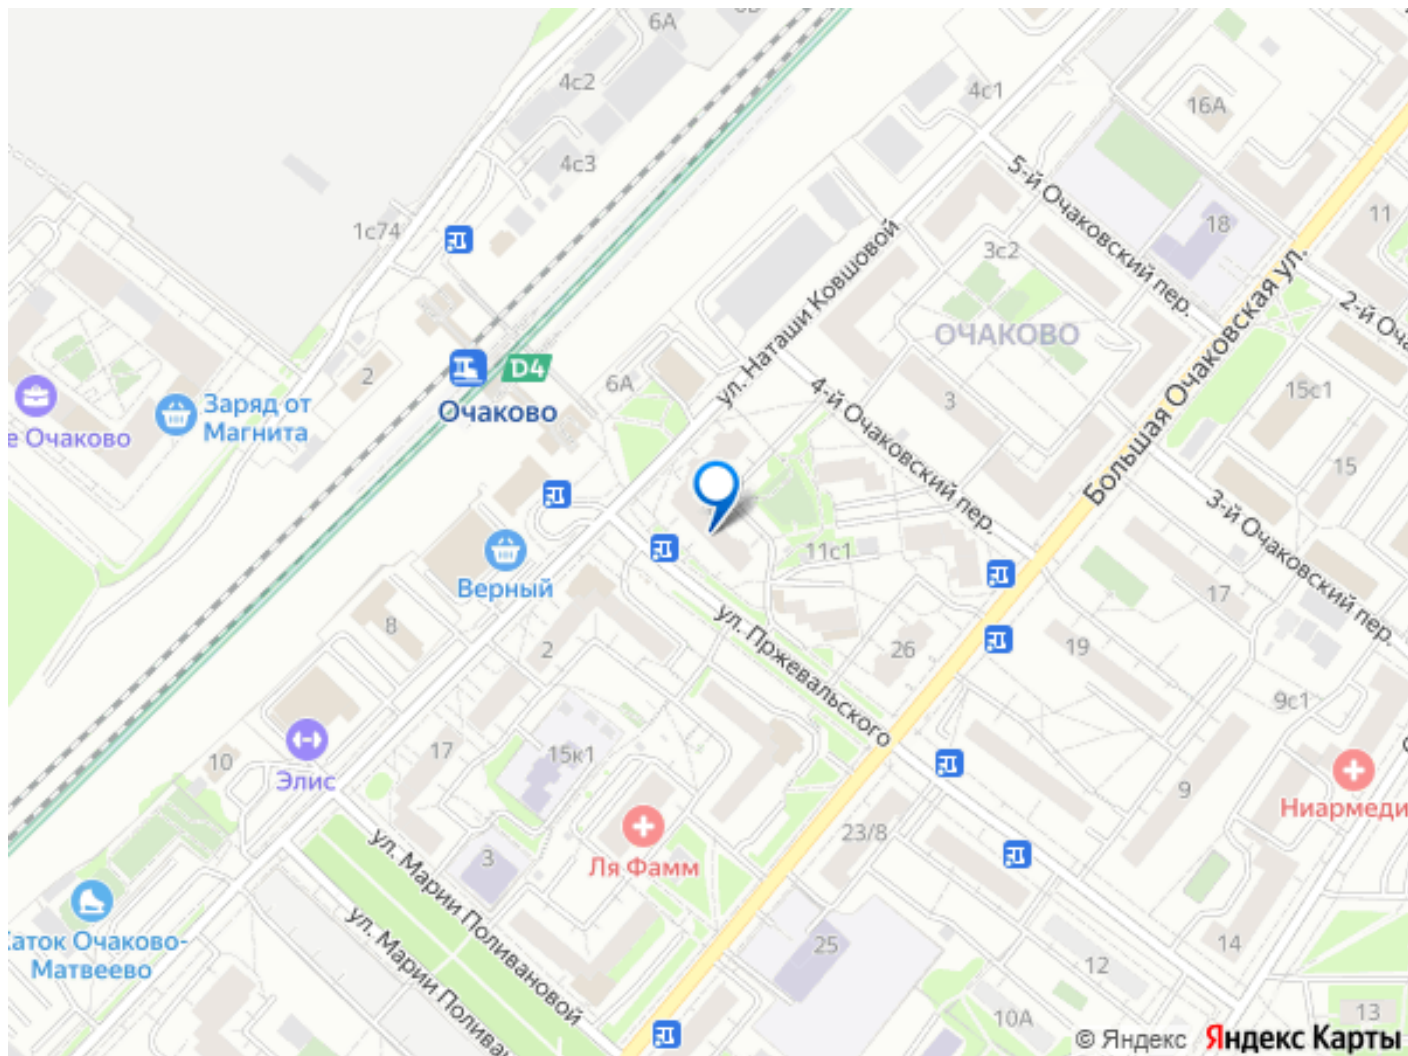 6А
4с2
4с1
16А
4с3
5-й Очаковский пер.
18
11
1с74
3с2
ул. Наташи Ковшовой
Большая Очаковская ул.
ОЧАКОВО
2-й Оча
D4
2
6А
Очаково
4-й Очаковский пер.
3
15с1
Заряд от
Магнита
е Очаково
15
3-й Очаковский пер.
11с1
Верный
17
8
ул. Пржевальского
2
26
19
9с1
17
15к1
10
Элис
9
Ниармеди
23/8
ул. Марии Поливановой
3
Ля Фамм
ул. Марии Поливан
Каток Очаково-
Матвеево
25
14
12
10А
13
© Яндекс Яндекс Карты